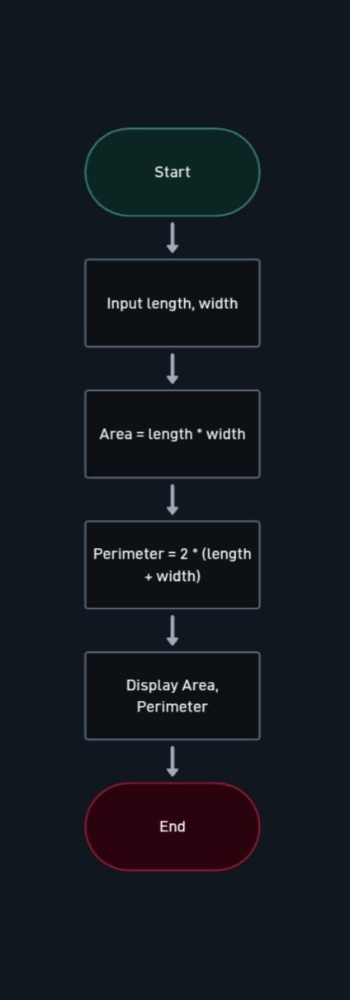 Start
Input length, width
Area = length * width
Perimeter = 2 * (length
+ width)
Display Area,
Perimeter
End